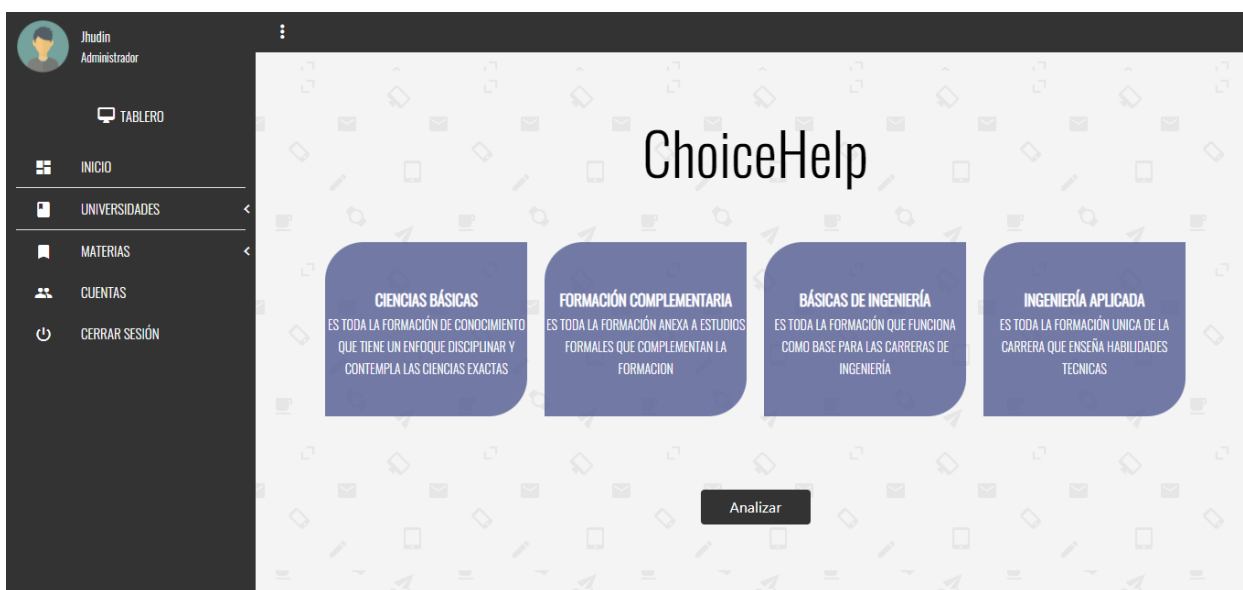 Jhudin
Administrador
TABLERO
INICIO
UNIVERSIDADES
MATERIAS
CUENTAS
CERRAR SESIÓN
ChoiceHelp
CIENCIAS BÁSICAS
ES TODA LA FORMACIÓN DE CONOCIMIENTO
QUE TIENE UN ENFOQUE DISCIPLINAR Y
CONTEMPLA LAS CIENCIAS EXACTAS
FORMACIÓN COMPLEMENTARIA
ES TODA LA FORMACIÓN ANEXA A ESTUDIOS
FORMALES QUE COMPLEMENTAN LA
FORMACION
BÁSICAS DE INGENIERÍA
ES TODA LA FORMACIÓN QUE FUNCIONA
COMO BASE PARA LAS CARRERAS DE
INGENIERÍA
INGENIERÍA APLICADA
ES TODA LA FORMACIÓN UNICA DE LA
CARRERA QUE ENSEÑA HABILIDADES
TECNICAS
Analizar